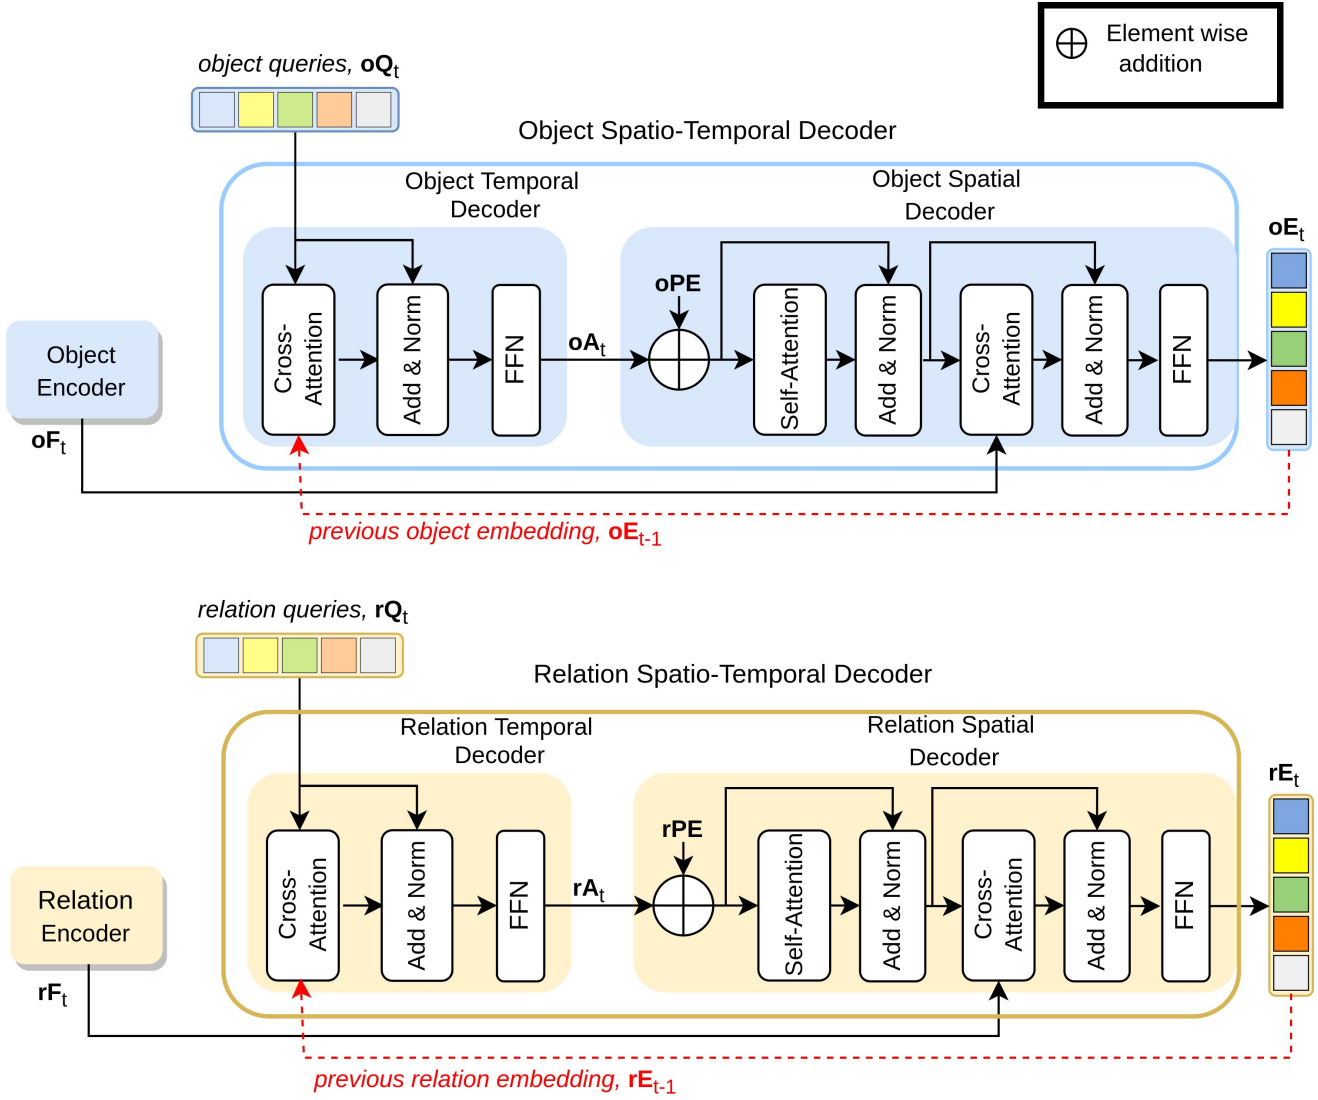 Element wise
addition
object queries, oQt
Object Spatio-Temporal Decoder
Object Temporal
Decoder
Object Spatial
Decoder
oEt
Object
Encoder
oFt
Cross-
Attention
Add & Norm
FFN
oAt
oPE
Self-Attention
Add & Norm
Cross-
Attention
Add & Norm
FFN
previous object embedding, oEt-1
relation queries, rQt
Relation Spatio-Temporal Decoder
Relation Temporal
Decoder
Relation Spatial
Decoder
rEt
Relation
Encoder
rFt
Cross-
Attention
Add & Norm
FFN
rAt
rPE
Self-Attention
Add & Norm
Cross-
Attention
Add & Norm
FFN
previous relation embedding, rEt-1